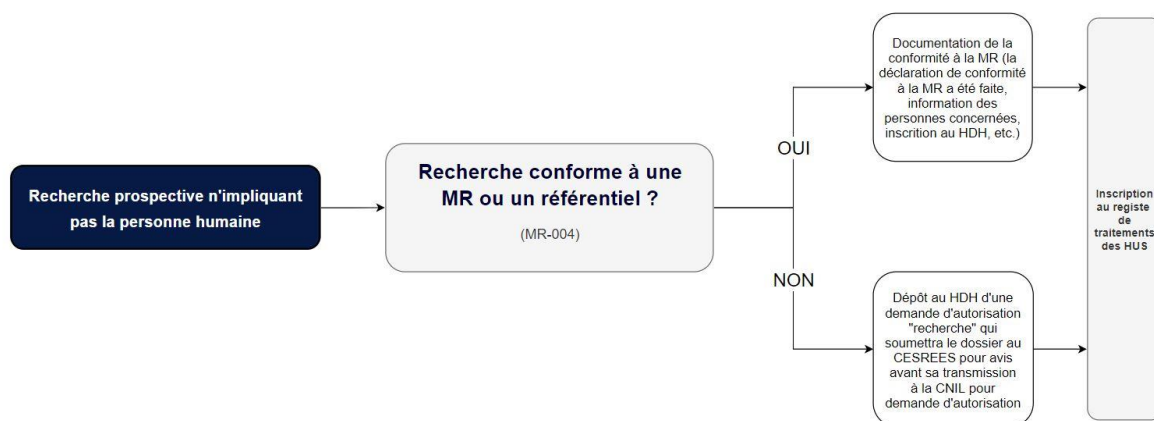 Recherche prospective n'impliquant
pas la personne humaine
Recherche conforme à une
MR ou un référentiel ?
(MR-004)
OUI
NON
Documentation de la
conformité à la MR (la
déclaration de conformité
à la MR a été faite,
information des
personnes concernées,
inscrition au HDH, etc.)
Dépôt au HDH d'une
demande d'autorisation
"recherche" qui
soumettra le dossier au
CESREES pour avis
avant sa transmission
à la CNIL pour
demande d'autorisation
Inscription
au registe
de
traitements
des HUS